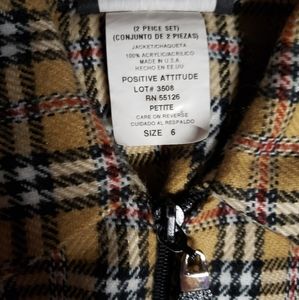 (2 PEICE SET)
(CONJUNTO DE 2 PIEZAS)
JACKET/CHAQUETA
100% ACRYLIC/ACRILICO
MADE IN U.S.A.
HECHO EN EE.UU
POSITIVE ATTITUDE
LOT# 3508
RN 55126
PETITE
CARE ON REVERSE
CUIDADO AL RESPALDO
SIZE 6